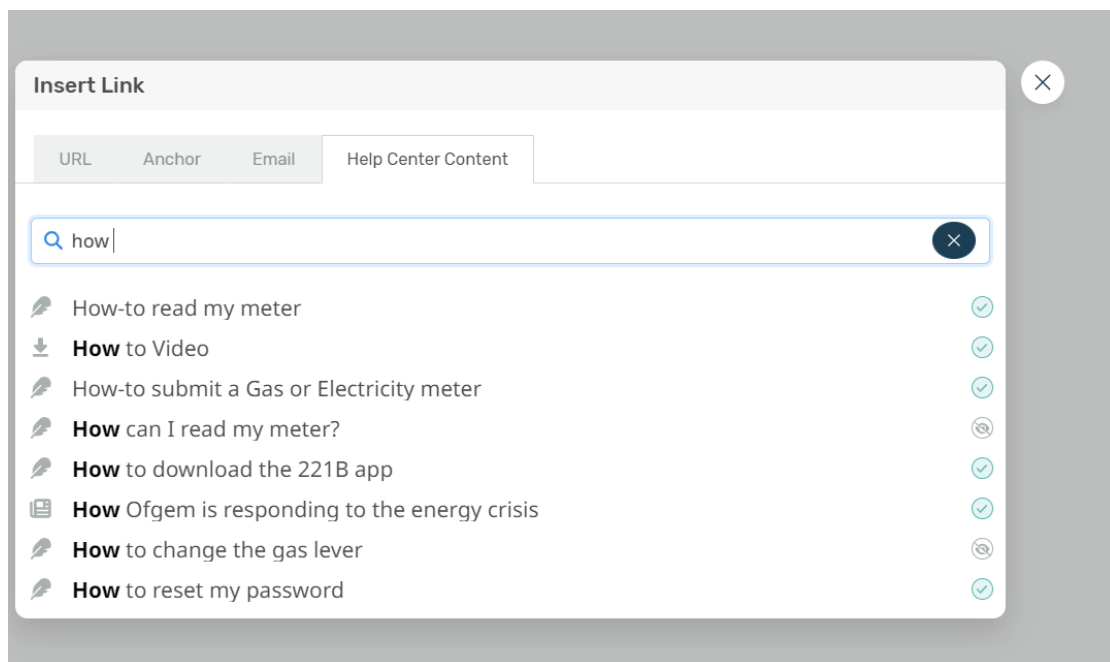 Insert Link
URL Anchor Email Help Center Content
how
How-to read my meter
How to Video
How-to submit a Gas or Electricity meter
How can I read my meter?
How to download the 221B app
How Ofgem is responding to the energy crisis
How to change the gas lever
How to reset my password